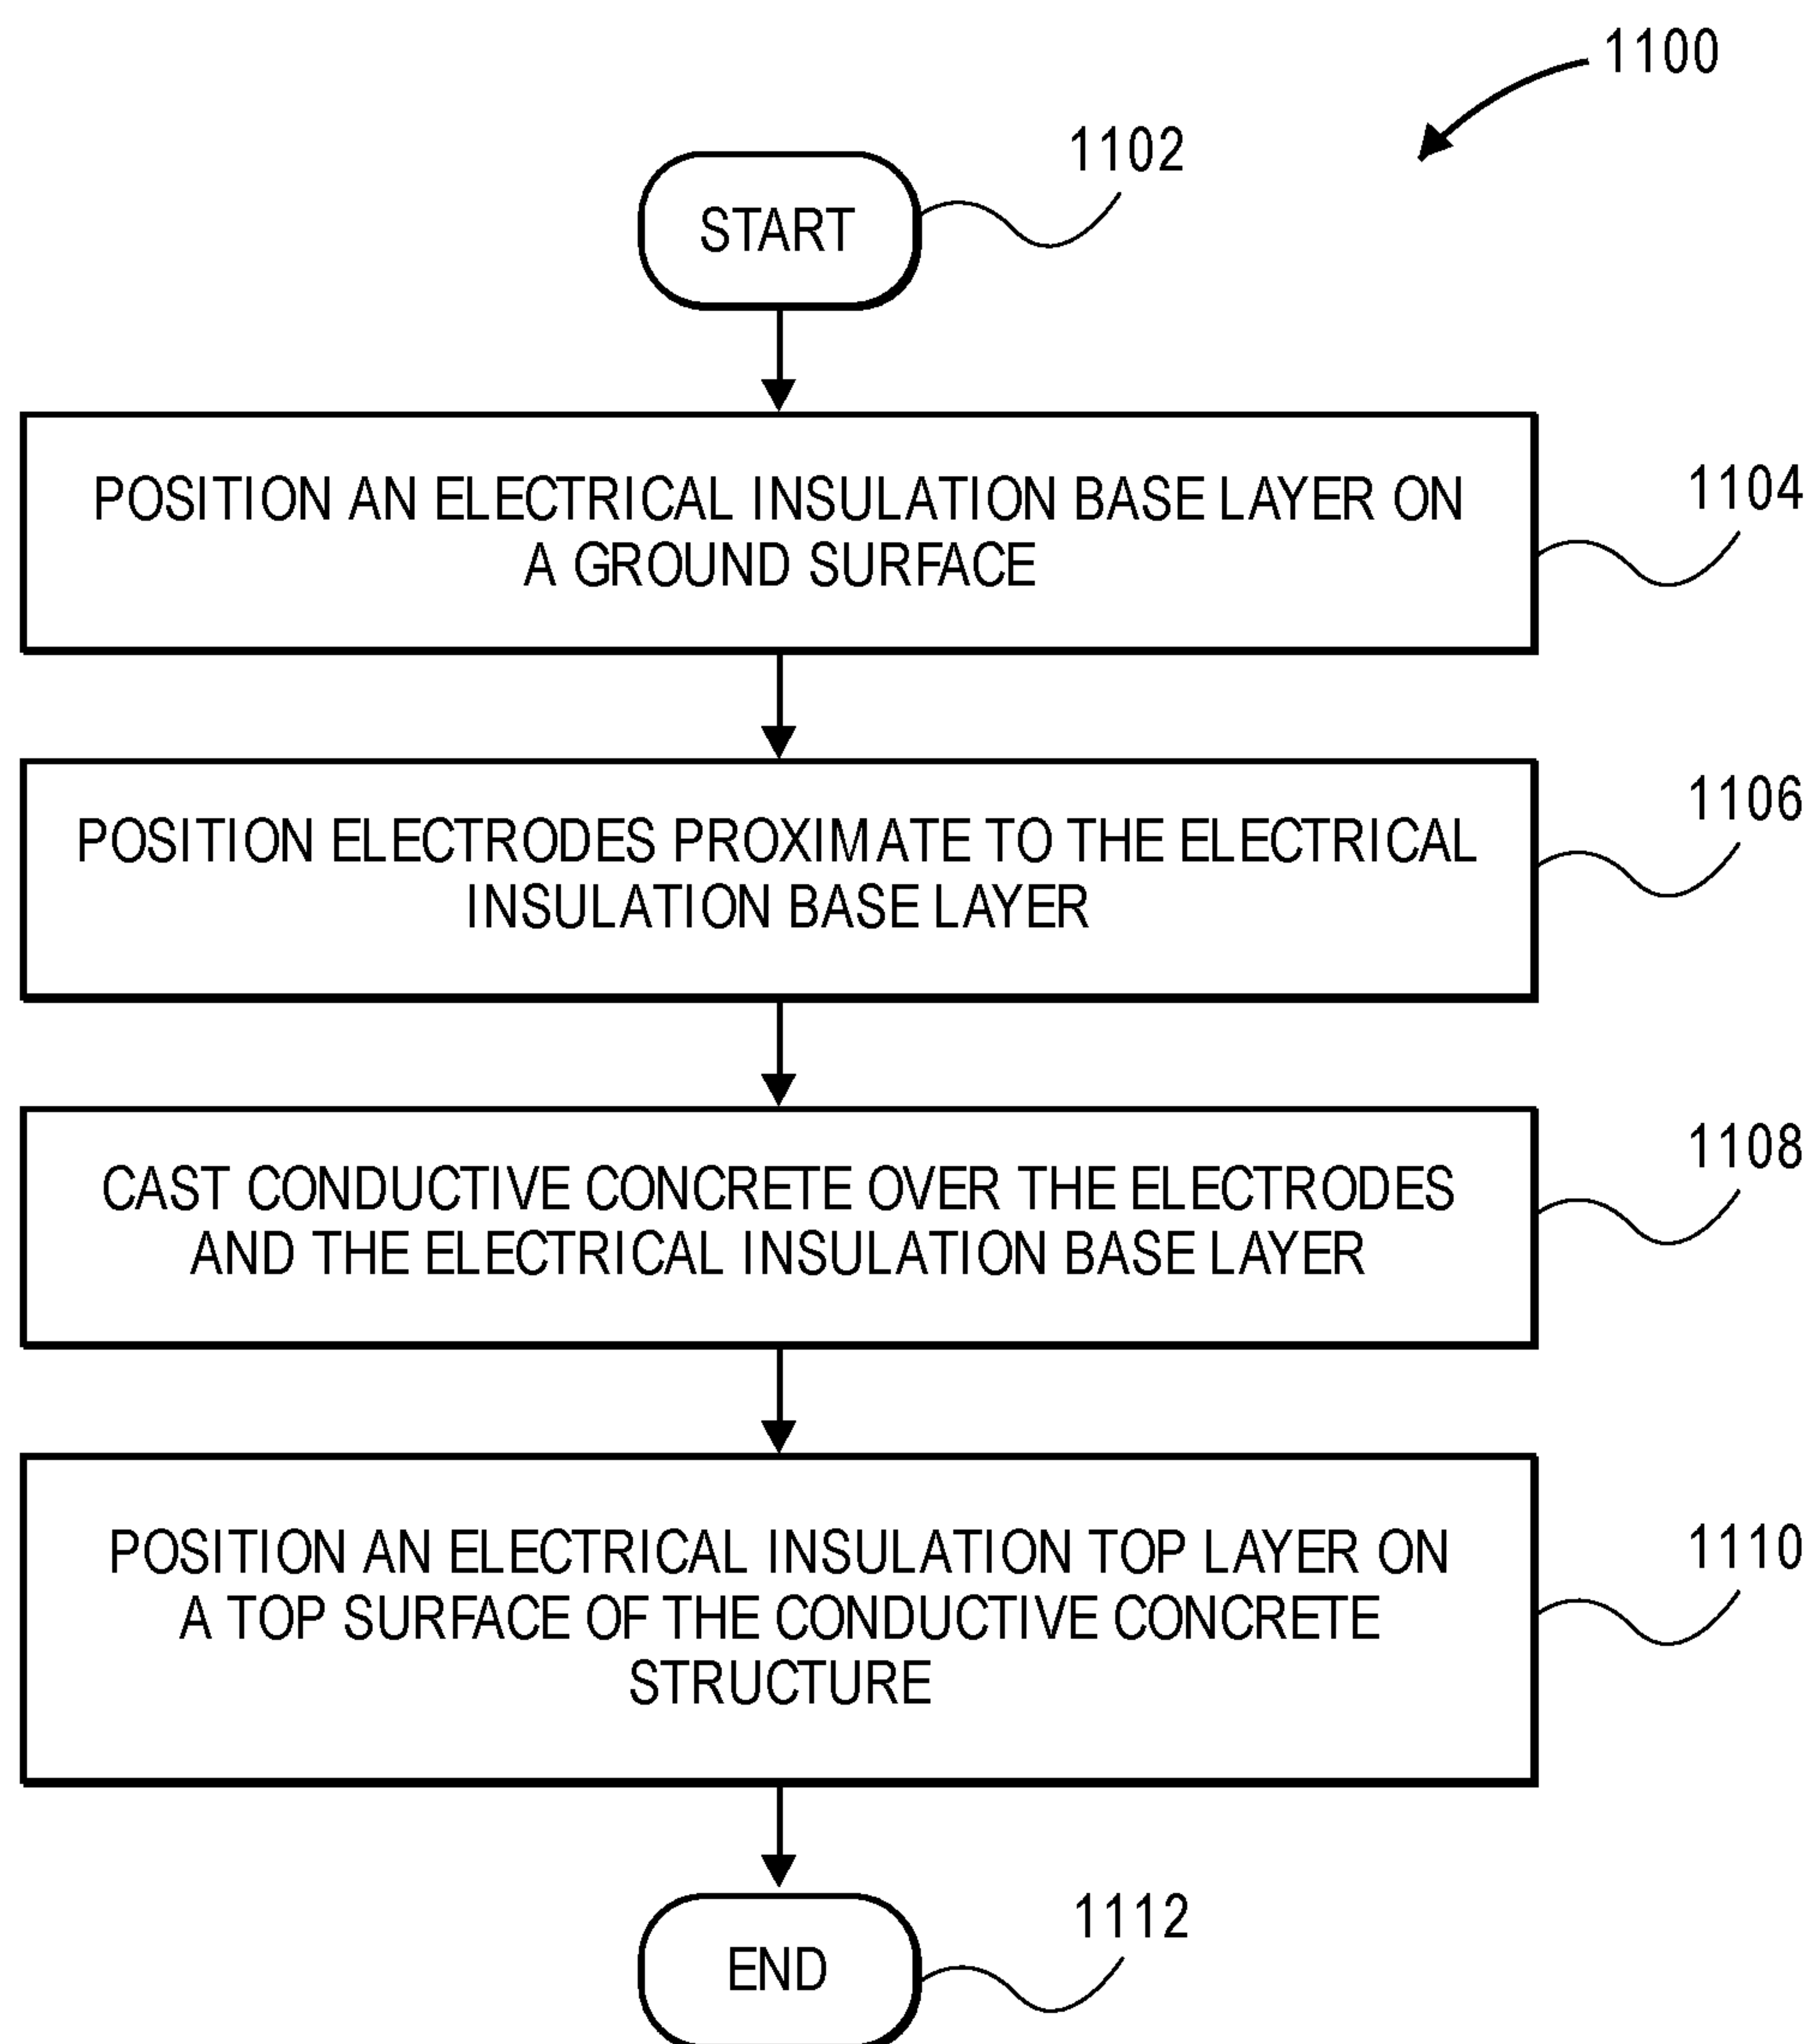 1100
1102
START
POSITION AN ELECTRICAL INSULATION BASE LAYER ON
A GROUND SURFACE
1104
POSITION ELECTRODES PROXIMATE TO THE ELECTRICAL
INSULATION BASE LAYER
1106
CAST CONDUCTIVE CONCRETE OVER THE ELECTRODES
AND THE ELECTRICAL INSULATION BASE LAYER
1108
POSITION AN ELECTRICAL INSULATION TOP LAYER ON
A TOP SURFACE OF THE CONDUCTIVE CONCRETE
STRUCTURE
1110
1112
END